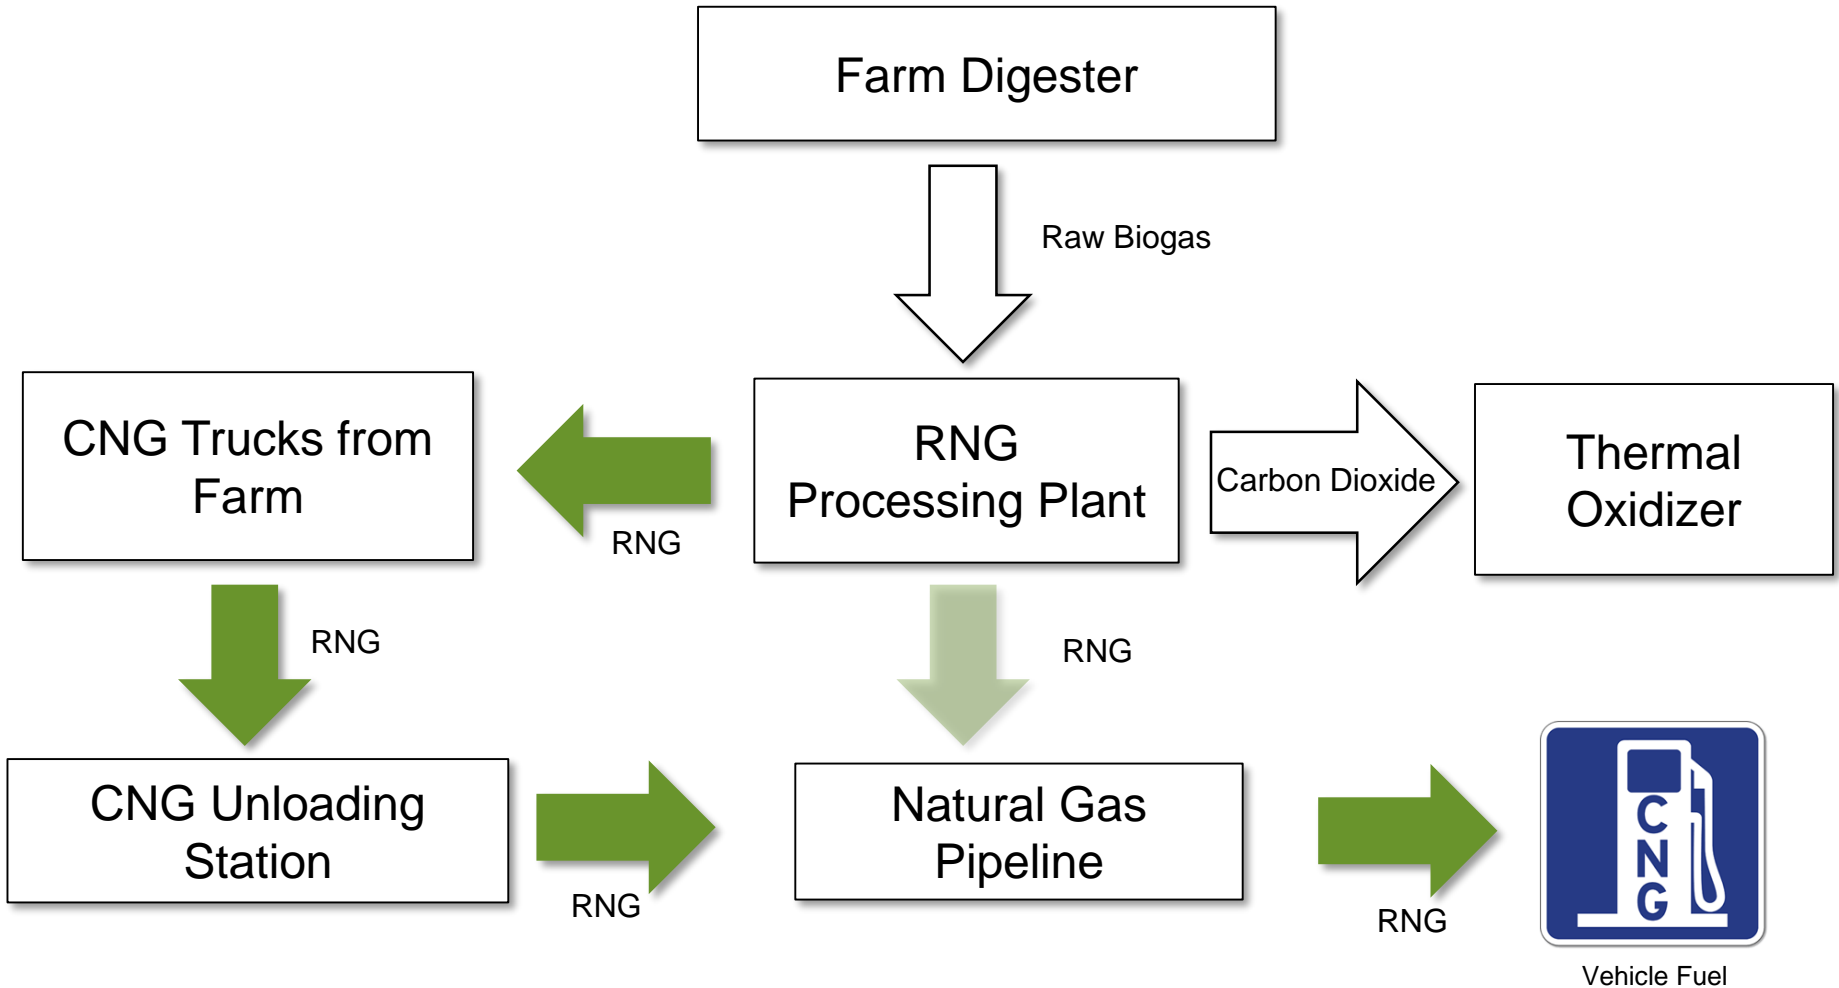 Farm Digester
Raw Biogas
CNG Trucks from
Farm
RNG
RNG
Processing Plant
Carbon Dioxide
Thermal
Oxidizer
RNG
RNG
CNG Unloading
Station
RNG
Natural Gas
Pipeline
RNG
C
N
G
Vehicle Fuel